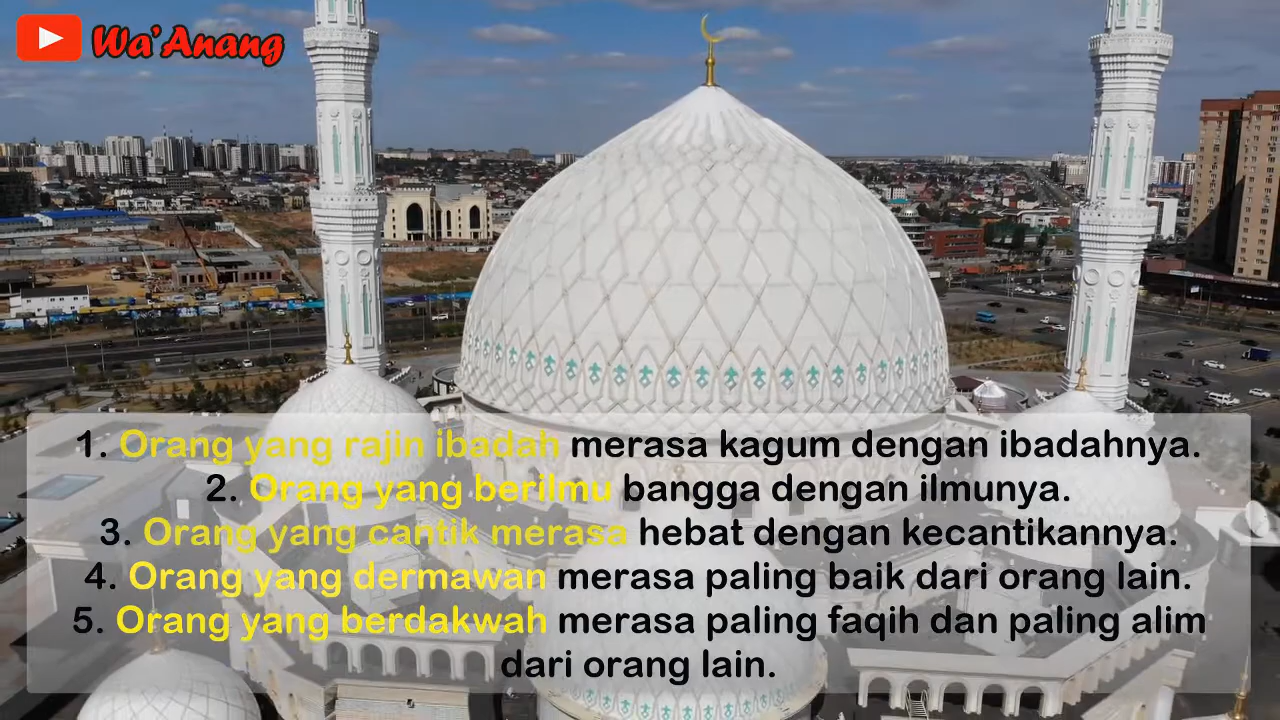 Wa'Anang
1. Orang yang rajin ibadah merasa kagum dengan ibadahnya.
2. Orang yang berilmu bangga dengan ilmunya.
3. Orang yang cantik merasa hebat dengan kecantikannya.
4. Orang yang dermawan merasa paling baik dari orang lain.
5. Orang yang berdakwah merasa paling faqih dan paling alim
dari orang lain.